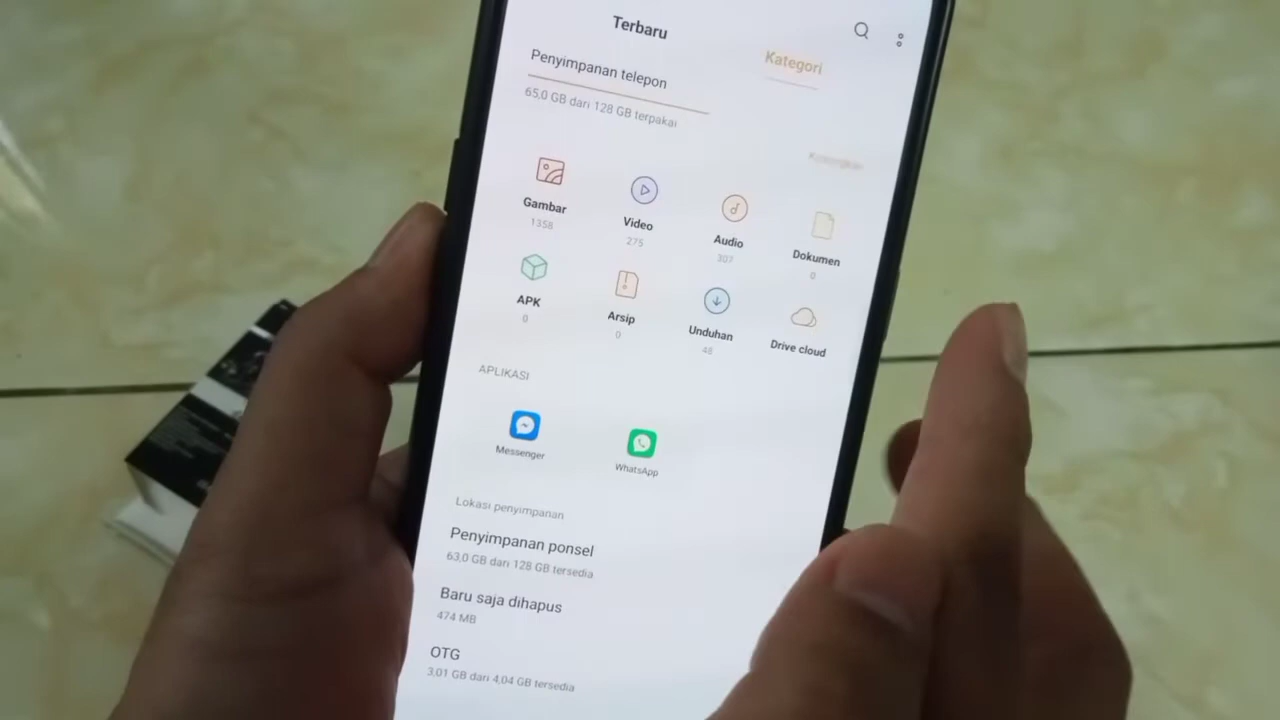 Terbaru
Kategori
Penyimpanan telepon
65,0 GB dari 128 GB terpakai
Gambar
1358
Video
275
Audio
307
Dokumen
0
APK
0
Arsip
0
Unduhan
48
Drive cloud
APLIKASI
Messenger
WhatsApp
Lokasi penyimpanan
Penyimpanan ponsel
63,0 GB dari 128 GB tersedia
Baru saja dihapus
474 MB
OTG
3,01 GB dari 4,04 GB tersedia